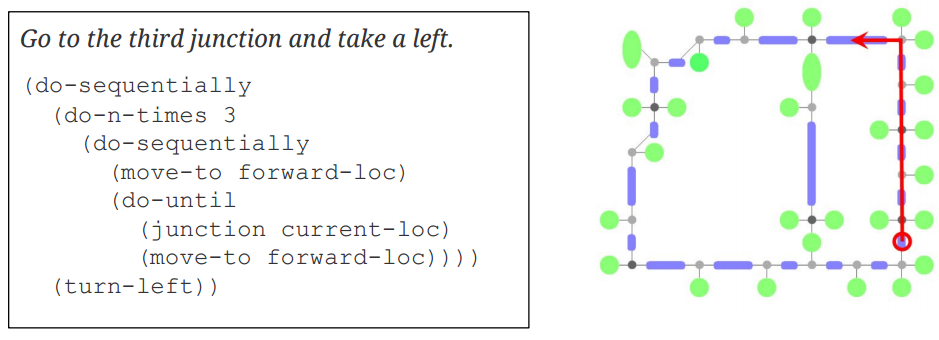 Go to the third junction and take a left.
(do-sequentially
(do-n-times 3
(do-sequentially
(move-to forward-loc)
(do-until
(junction current-loc)
(move-to forward-loc))))
(turn-left))